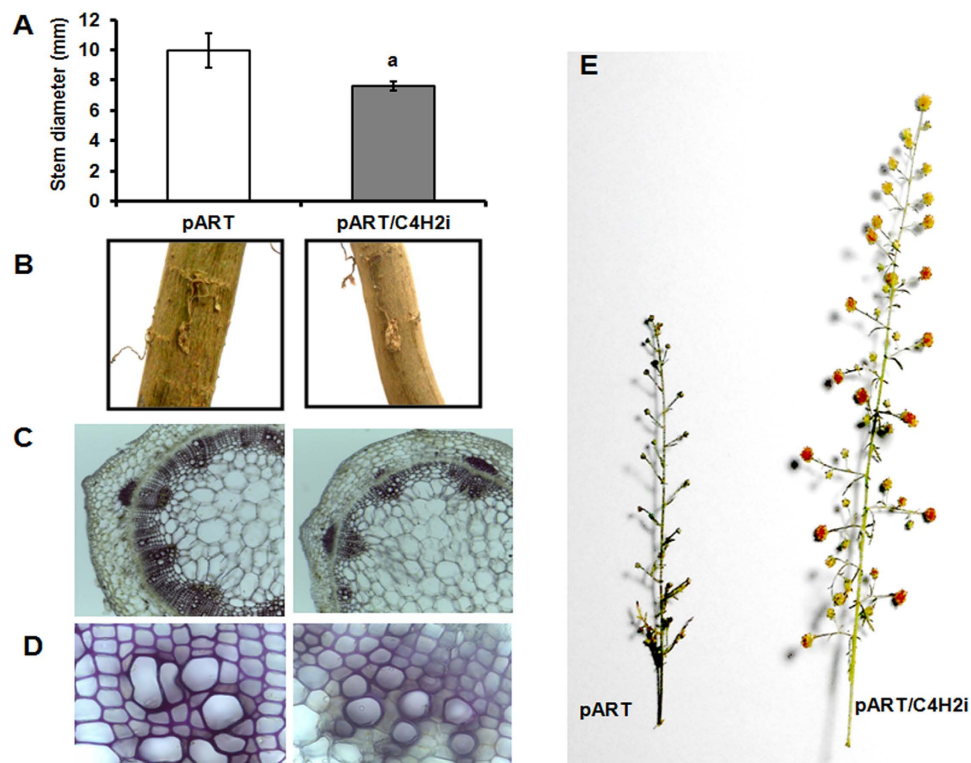 A
Stem diameter (mm)
12
10
8
6
4
2
0
a
pART
pART/C4H2i
B
C
D
E
pART
pART/C4H2i